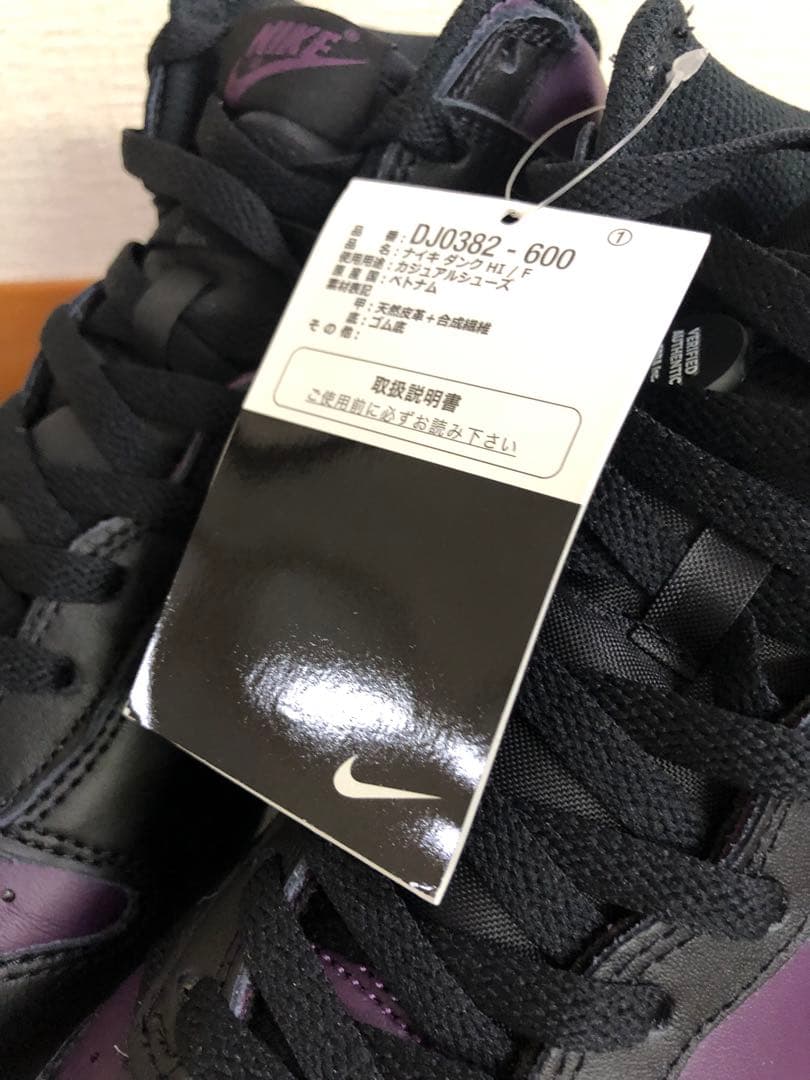 NIKE®
①
品 番: DJ0382-600
品 名: ナイキ ダンク HI / F
使用用途: カジュアルシューズ
原 産 国: ベトナム
素材表記
甲: 天然皮革+合成繊維
底: ゴム底
その他:
取扱説明書
ご使用前に必ずお読み下さい
VERIFIED
AUTHENTIC